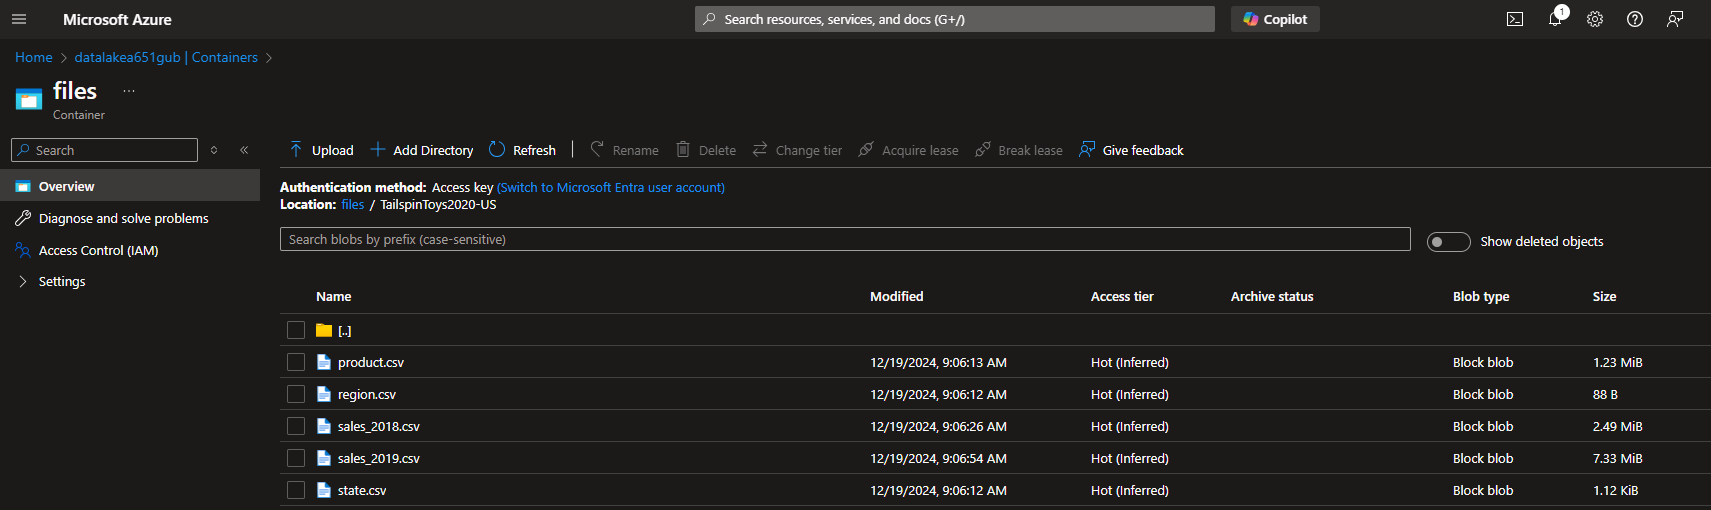 Microsoft Azure
Search resources, services, and docs (G+/)
Copilot
1
Home > datalakea651gub | Containers >
files
...
Container
Search
Overview
Diagnose and solve problems
Access Control (IAM)
Settings
Upload Add Directory Refresh Rename Delete Change tier Acquire lease Break lease Give feedback
Authentication method: Access key (Switch to Microsoft Entra user account)
Location: files / TailspinToys2020-US
Search blobs by prefix (case-sensitive)
Show deleted objects
Name Modified Access tier Archive status Blob type Size
[..]
product.csv 12/19/2024, 9:06:13 AM Hot (Inferred) Block blob 1.23 MiB
region.csv 12/19/2024, 9:06:12 AM Hot (Inferred) Block blob 88 B
sales_2018.csv 12/19/2024, 9:06:26 AM Hot (Inferred) Block blob 2.49 MiB
sales_2019.csv 12/19/2024, 9:06:54 AM Hot (Inferred) Block blob 7.33 MiB
state.csv 12/19/2024, 9:06:12 AM Hot (Inferred) Block blob 1.12 KiB